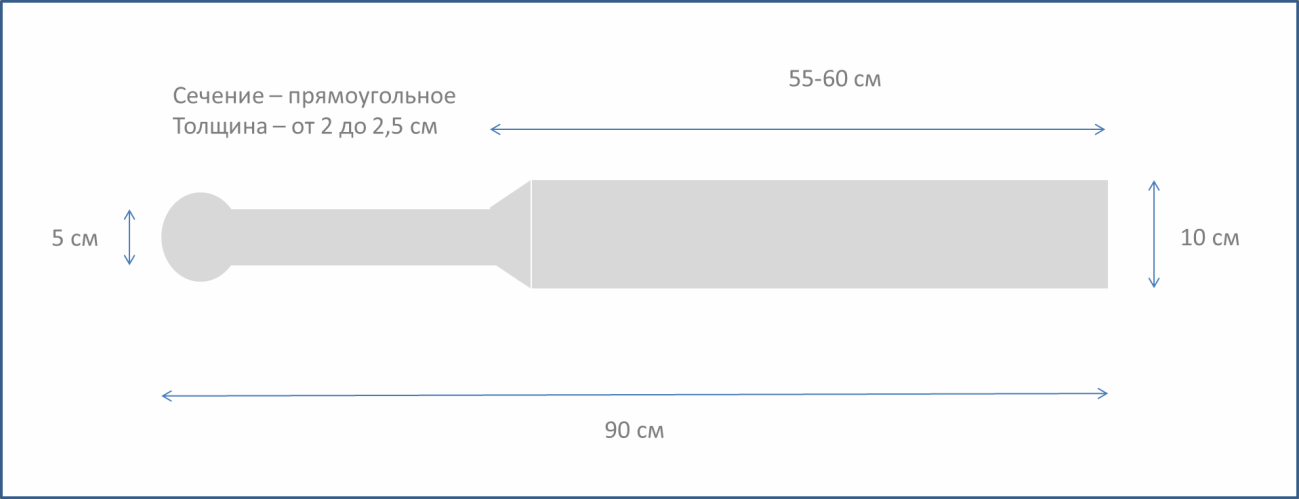 55-60 см
Сечение – прямоугольное
Толщина – от 2 до 2,5 см
5 см
10 см
90 см